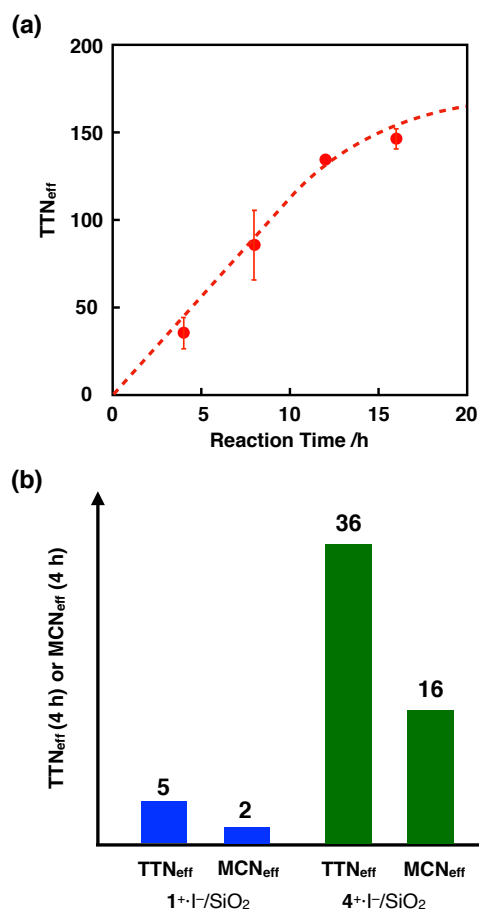 (a)
200
150
100
50
0
TTNeff
0 5 10 15 20
Reaction Time /h
(b)
TTNeff (4 h) or MCNeff (4 h)
5
2
36
16
TTNeff MCNeff TTNeff MCNeff
1⁺·I⁻/SiO₂ 4⁺·I⁻/SiO₂